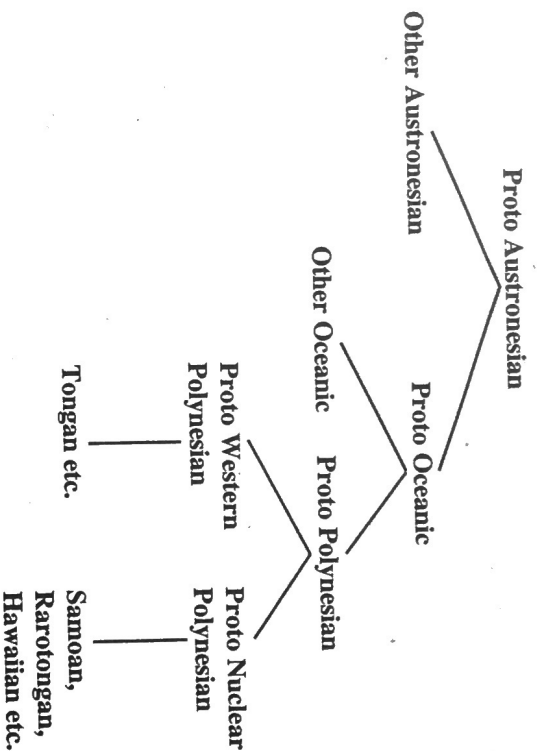 Proto Austronesian
Other Austronesian
Proto Oceanic
Other Oceanic
Proto Polynesian
Proto Western
Polynesian
Proto Nuclear
Polynesian
Tongan etc.
Samoan,
Rarotongan,
Hawaiian etc.